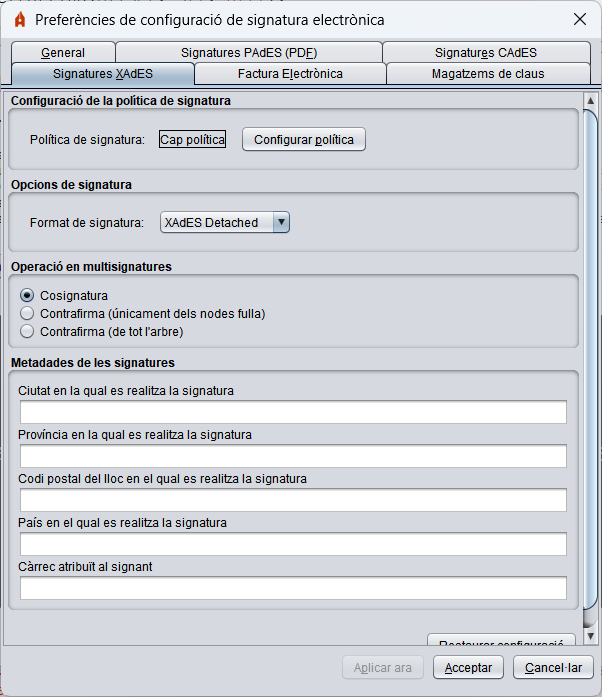 Preferències de configuració de signatura electrònica
General
Signatures PAdES (PDF)
Signatures CAdES
Signatures XAdES
Factura Electrònica
Magatzems de claus
Configuració de la política de signatura
Política de signatura: Cap política Configurar política
Opcions de signatura
Format de signatura: XAdES Detached
Operació en multisignatures
Cosignatura
Contrafirma (únicament dels nodes fulla)
Contrafirma (de tot l'arbre)
Metadades de les signatures
Ciutat en la qual es realitza la signatura
Província en la qual es realitza la signatura
Codi postal del lloc en el qual es realitza la signatura
País en el qual es realitza la signatura
Càrrec atribuït al signant
Restaurar configuració
Aplicar ara Acceptar Cancel·lar